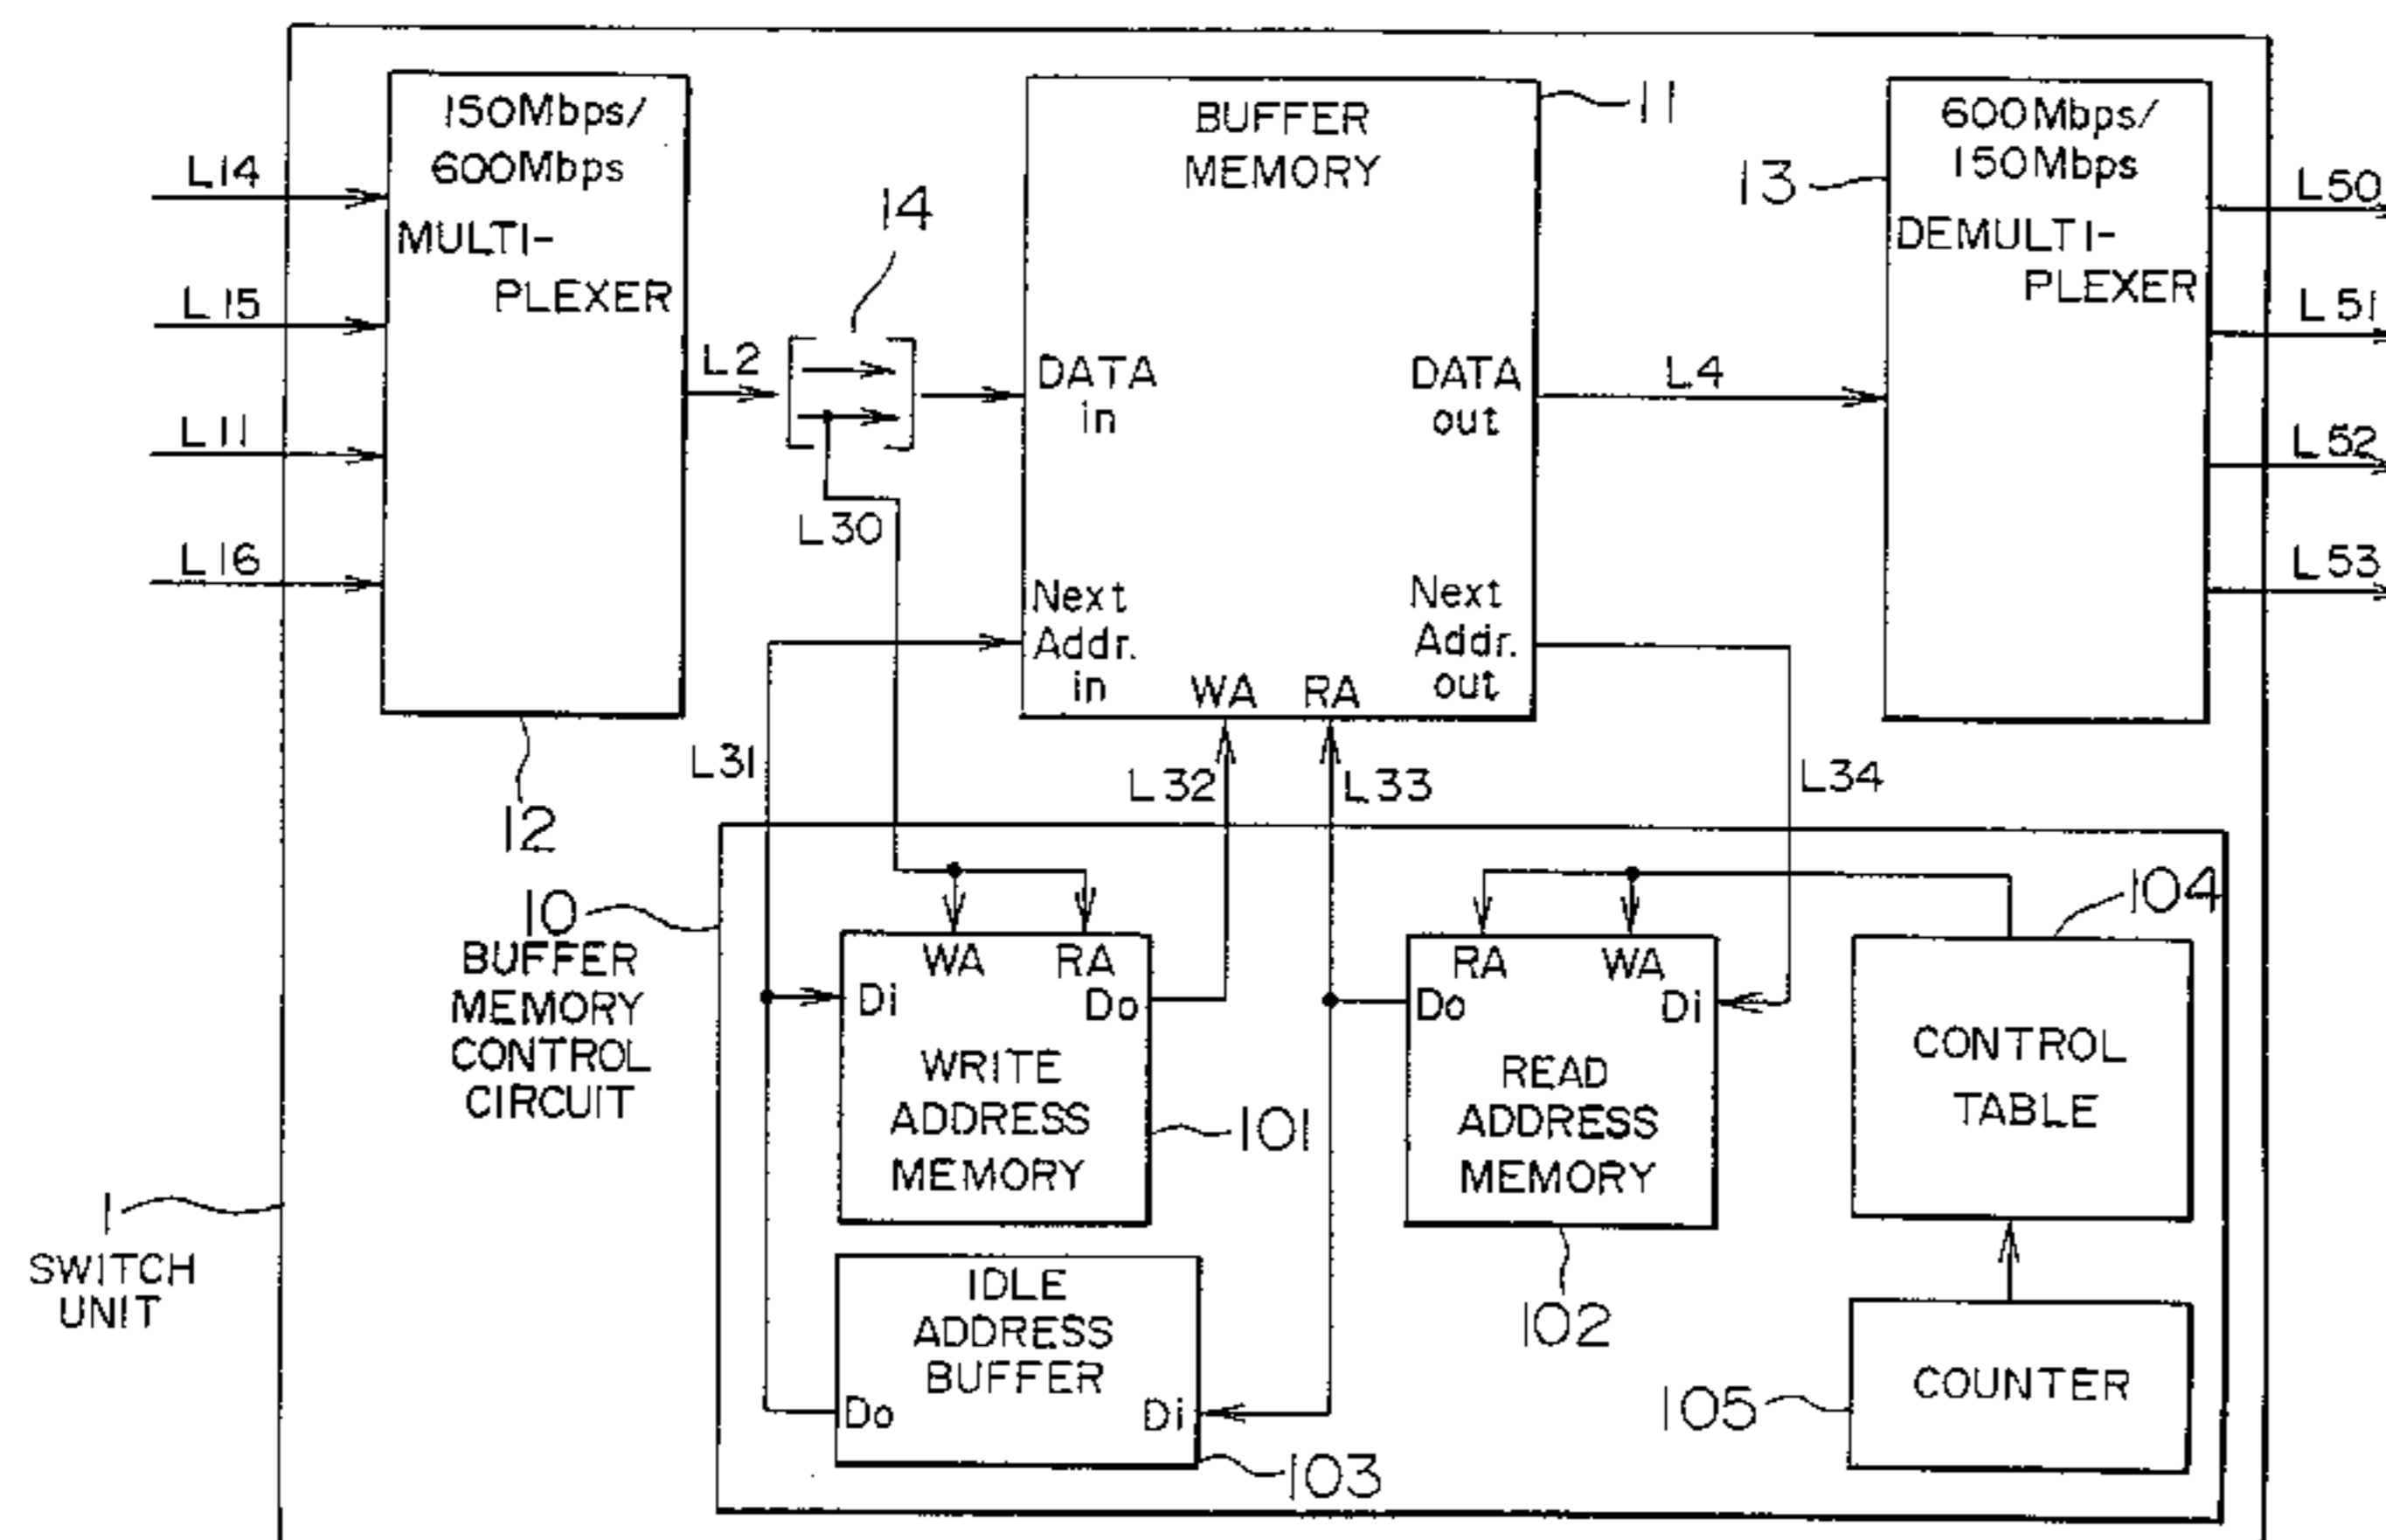 150Mbps/
600Mbps
MULTI-
PLEXER
L14
L15
L11
L16
12
L2
14
L30
BUFFER
MEMORY
11
DATA
in
DATA
out
Next
Addr.
in
Next
Addr.
out
WA RA
L4
600Mbps/
150Mbps
DEMULTI-
PLEXER
13
L50
L51
L52
L53
L31
L32
L33
L34
10
BUFFER
MEMORY
CONTROL
CIRCUIT
WA RA
Di Do
WRITE
ADDRESS
MEMORY
101
RA WA
Do Di
READ
ADDRESS
MEMORY
102
104
CONTROL
TABLE
1
SWITCH
UNIT
IDLE
ADDRESS
BUFFER
Do Di
103
105
COUNTER